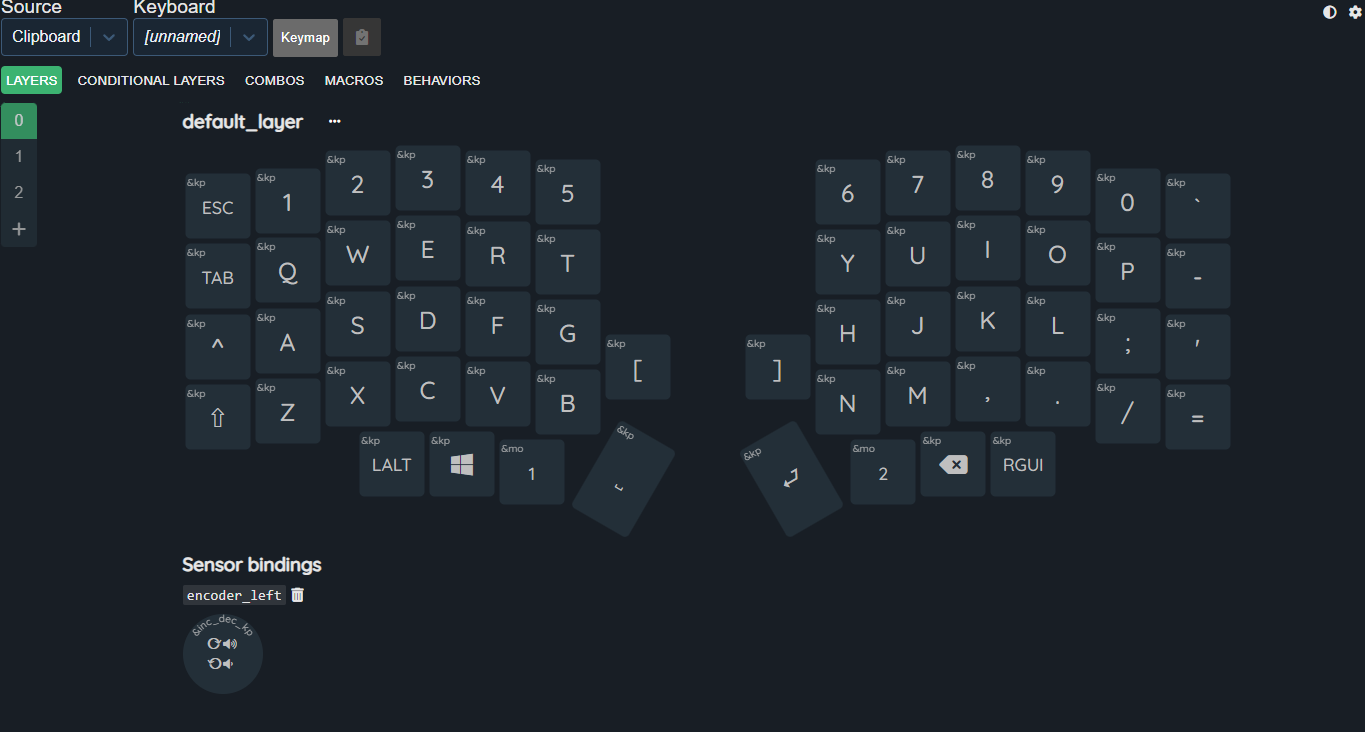 Source Keyboard
Clipboard [unnamed] Keymap
LAYERS CONDITIONAL LAYERS COMBOS MACROS BEHAVIORS
0
1
2
+
default_layer ...
&kp ESC &kp 1 &kp 2 &kp 3 &kp 4 &kp 5 &kp 6 &kp 7 &kp 8 &kp 9 &kp 0 &kp `
&kp TAB &kp Q &kp W &kp E &kp R &kp T &kp Y &kp U &kp I &kp O &kp P &kp -
&kp ^ &kp A &kp S &kp D &kp F &kp G &kp H &kp J &kp K &kp L &kp ; &kp '
&kp ⇧ &kp Z &kp X &kp C &kp V &kp B &kp [ &kp ] &kp N &kp M &kp , &kp . &kp / &kp =
&kp LALT &kp &mo 1 &kp ⎵ &kp ⏎ &mo 2 &kp ⌫ &kp RGUI
Sensor bindings
encoder_left
&inc_dec_kp